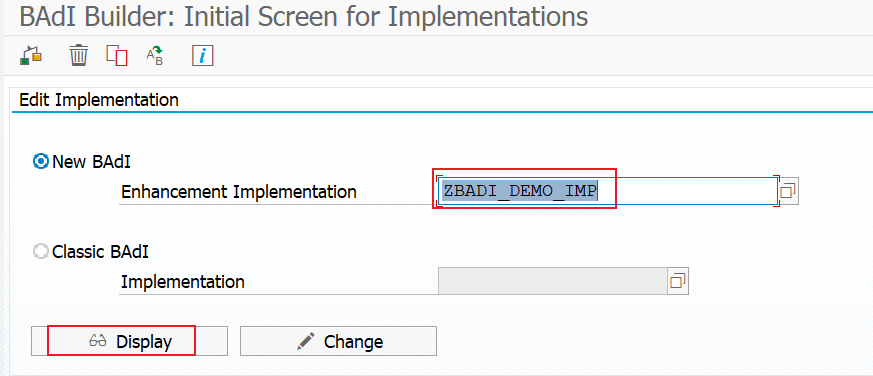 BAdI Builder: Initial Screen for Implementations
A B
i
Edit Implementation
New BAdI
Enhancement Implementation ZBADI_DEMO_IMP
Classic BAdI
Implementation
Display Change